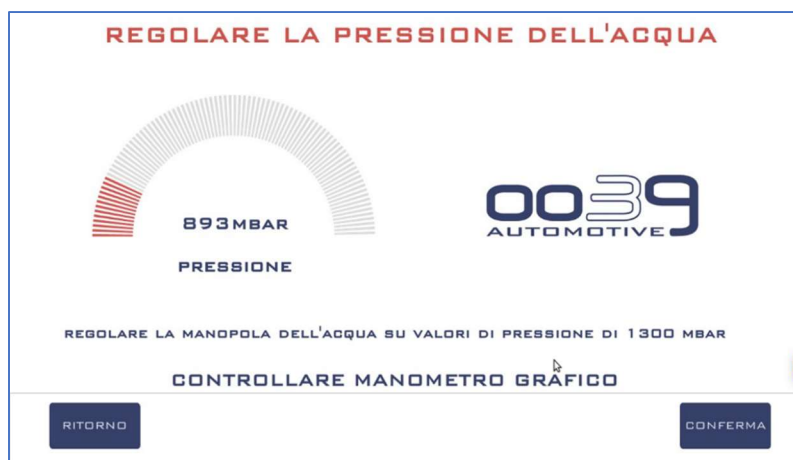 REGOLARE LA PRESSIONE DELL'ACQUA
893MBAR
PRESSIONE
0039
AUTOMOTIVE
REGOLARE LA MANOPOLA DELL'ACQUA SU VALORI DI PRESSIONE DI 1300 MBAR
CONTROLLARE MANOMETRO GRAFICO
RITORNO
CONFERMA